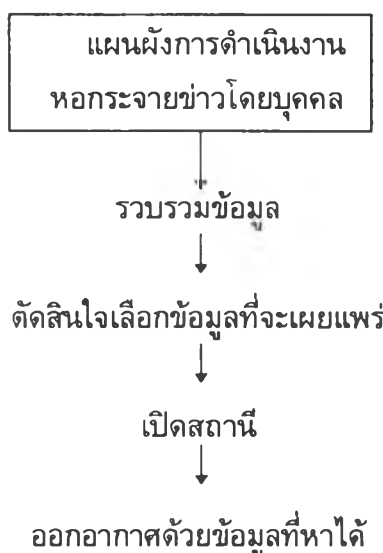 แผนผังการดำเนินงาน
หอกระจายข่าวโดยบุคคล
รวบรวมข้อมูล
ตัดสินใจเลือกข้อมูลที่จะเผยแพร่
เปิดสถานี
ออกอากาศด้วยข้อมูลที่หาได้